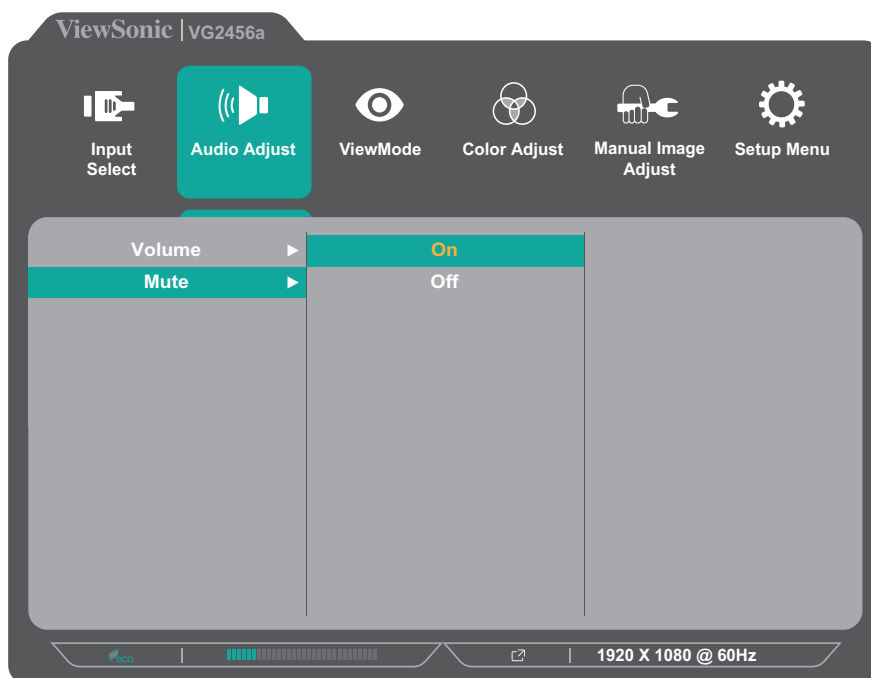 ViewSonic | VG2456a
Input
Select
Audio Adjust
ViewMode
Color Adjust
Manual Image
Adjust
Setup Menu
Volume
On
Mute
Off
eco
1920 X 1080 @ 60Hz